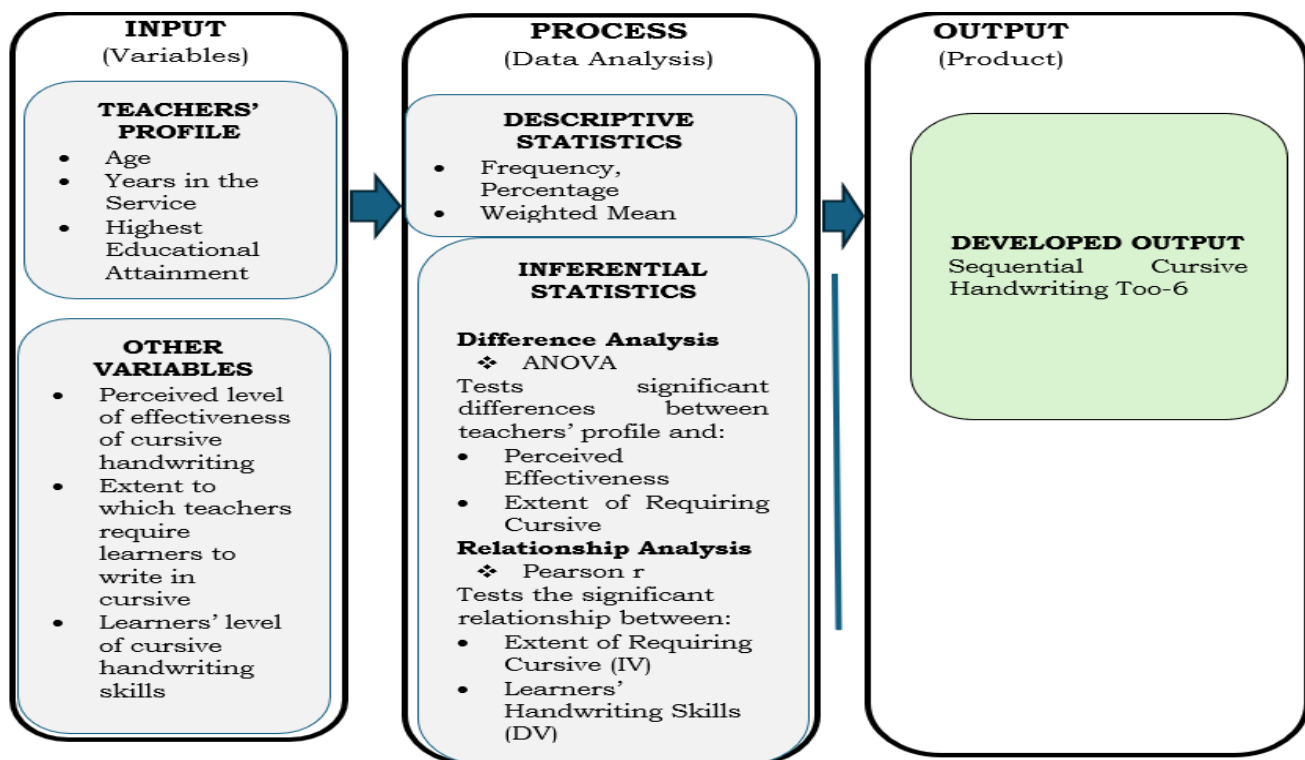 INPUT
(Variables)
TEACHERS'
PROFILE
• Age
• Years in the
Service
• Highest
Educational
Attainment
OTHER
VARIABLES
• Perceived level
of effectiveness
of cursive
handwriting
• Extent to
which teachers
require
learners to
write in
cursive
• Learners' level
of cursive
handwriting
skills
PROCESS
(Data Analysis)
DESCRIPTIVE
STATISTICS
• Frequency,
Percentage
• Weighted Mean
INFERENTIAL
STATISTICS
Difference Analysis
❖ ANOVA
Tests significant
differences between
teachers' profile and:
• Perceived
Effectiveness
• Extent of Requiring
Cursive
Relationship Analysis
❖ Pearson r
Tests the significant
relationship between:
• Extent of Requiring
Cursive (IV)
• Learners'
Handwriting Skills
(DV)
OUTPUT
(Product)
DEVELOPED OUTPUT
Sequential Cursive
Handwriting Too-6